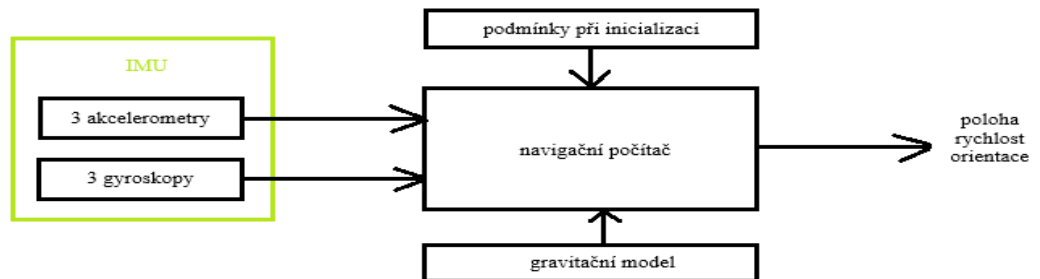 podmínky při inicializaci
IMU
3 akcelerometry
3 gyroskopy
navigační počítač
poloha
rychlost
orientace
gravitační model